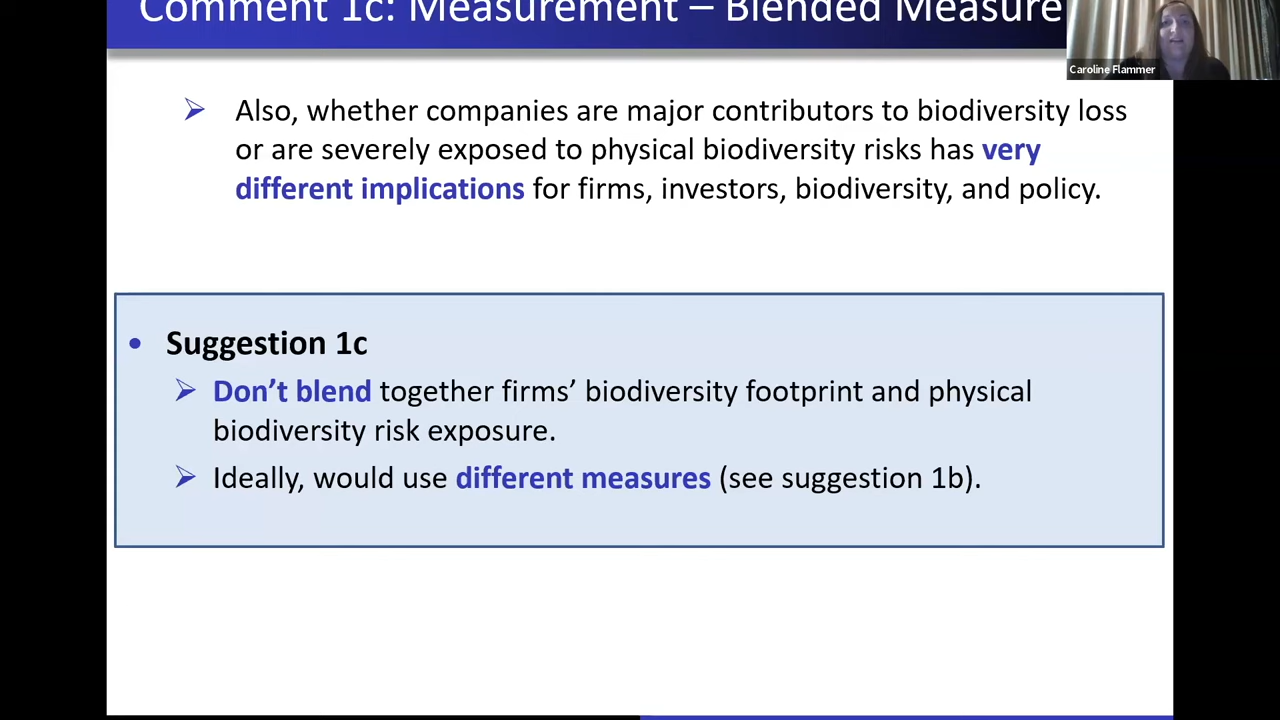 Comment 1c: Measurement – Blended Measure
Caroline Flammer
Also, whether companies are major contributors to biodiversity loss
or are severely exposed to physical biodiversity risks has very
different implications for firms, investors, biodiversity, and policy.
Suggestion 1c
Don't blend together firms' biodiversity footprint and physical
biodiversity risk exposure.
Ideally, would use different measures (see suggestion 1b).